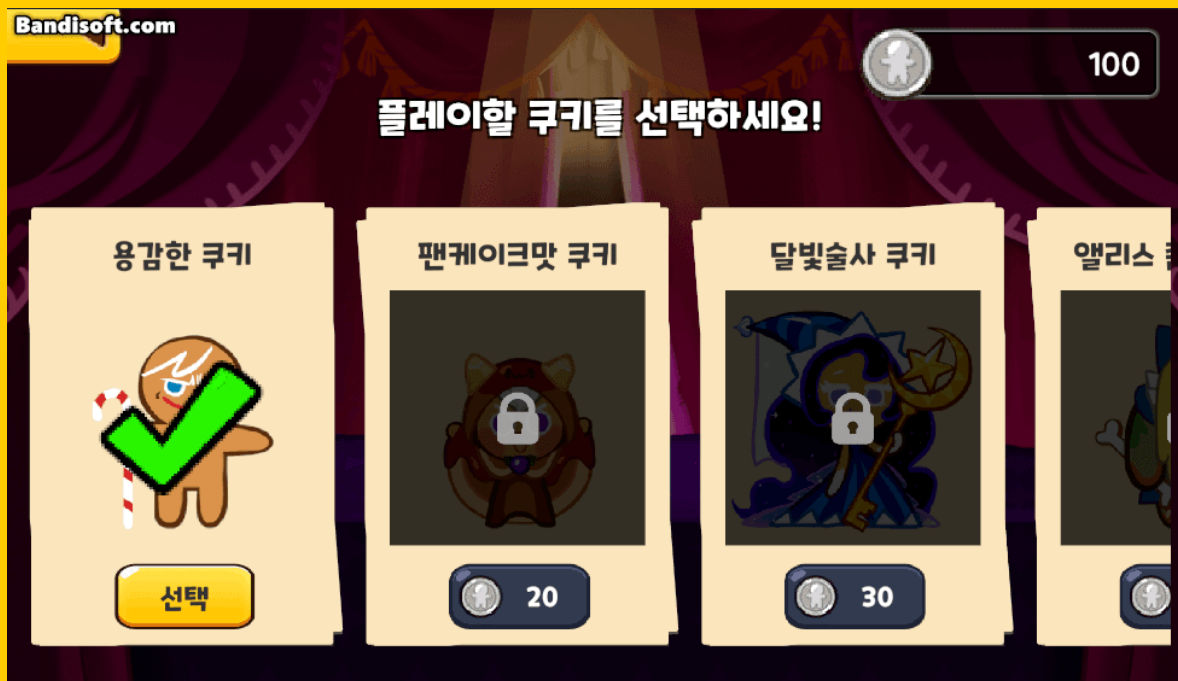 Bandisoft.com
100
플레이할 쿠키를 선택하세요!
용감한 쿠키
팬케이크맛 쿠키
달빛술사 쿠키
앨리스
선택
20
30